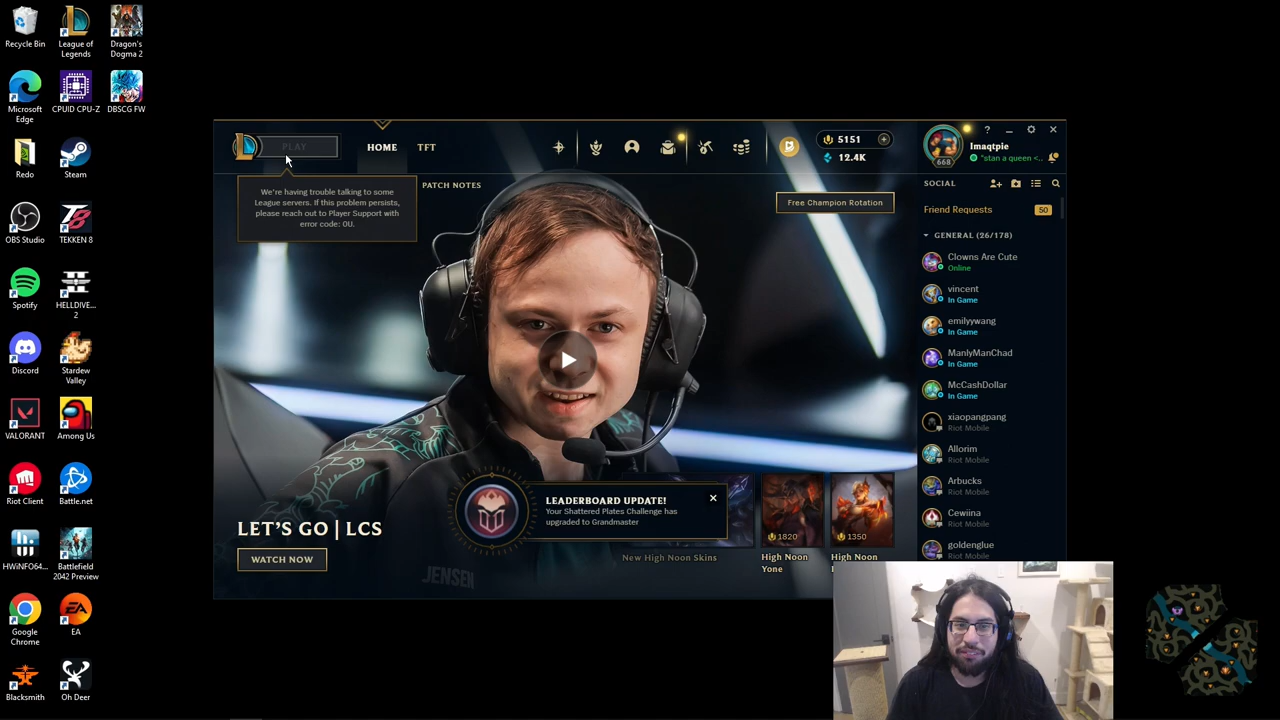 Recycle Bin
League of
Legends
Dragon's
Dogma 2
Microsoft
Edge
CPUID CPU-Z
DBSCG FW
Redo
Steam
OBS Studio
TEKKEN 8
Spotify
HELLDIVE...
2
Discord
Stardew
Valley
VALORANT
Among Us
Riot Client
Battle.net
HWiNFO64...
Battlefield
2042 Preview
Google
Chrome
EA
Blacksmith
Oh Deer
PLAY
HOME
TFT
5151
12.4K
668
Imaqtpie
"stan a queen <..
We're having trouble talking to some
League servers. If this problem persists,
please reach out to Player Support with
error code: 0U.
PATCH NOTES
Free Champion Rotation
LET'S GO | LCS
WATCH NOW
JENSEN
LEADERBOARD UPDATE!
Your Shattered Plates Challenge has
upgraded to Grandmaster
New High Noon Skins
1820
High Noon
Yone
1350
High Noon
SOCIAL
Friend Requests
50
GENERAL (26/178)
Clowns Are Cute
Online
vincent
In Game
emilyywang
In Game
ManlyManChad
In Game
McCashDollar
In Game
xiaopangpang
Riot Mobile
Allorim
Riot Mobile
Arbucks
Riot Mobile
Cewiina
Riot Mobile
goldenglue
Riot Mobile